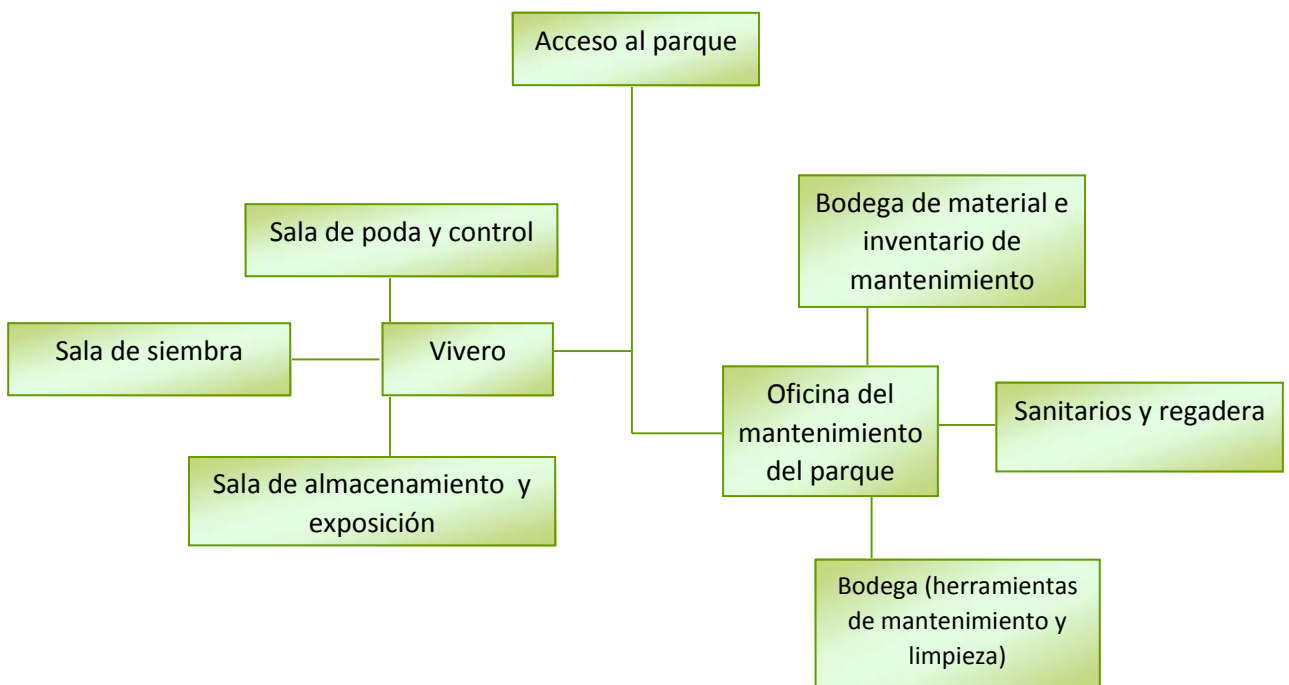 Acceso al parque
Sala de poda y control
Sala de siembra
Vivero
Sala de almacenamiento y
exposición
Bodega de material e
inventario de
mantenimiento
Oficina del
mantenimiento
del parque
Sanitarios y regadera
Bodega (herramientas
de mantenimiento y
limpieza)